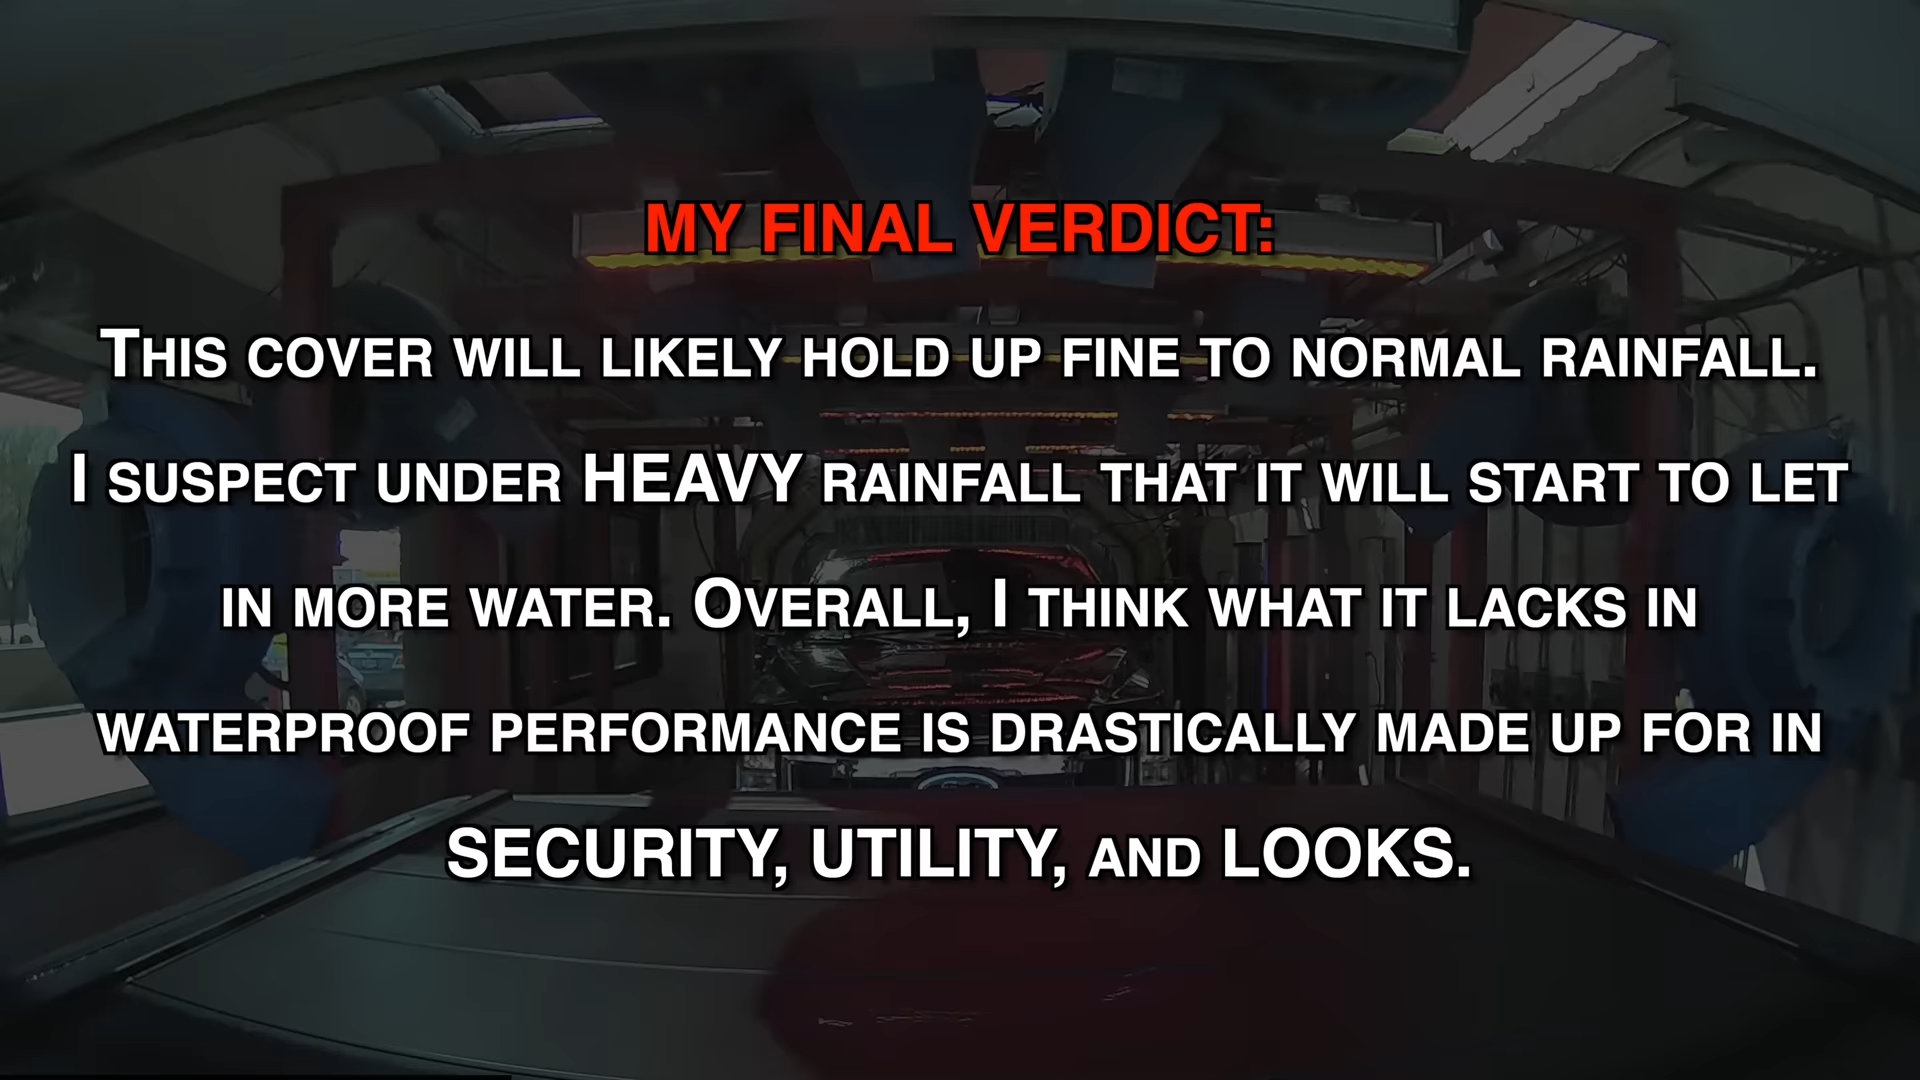 MY FINAL VERDICT:
This cover will likely hold up fine to normal rainfall.
I suspect under HEAVY rainfall that it will start to let
in more water. Overall, I think what it lacks in
waterproof performance is drastically made up for in
SECURITY, UTILITY, and LOOKS.